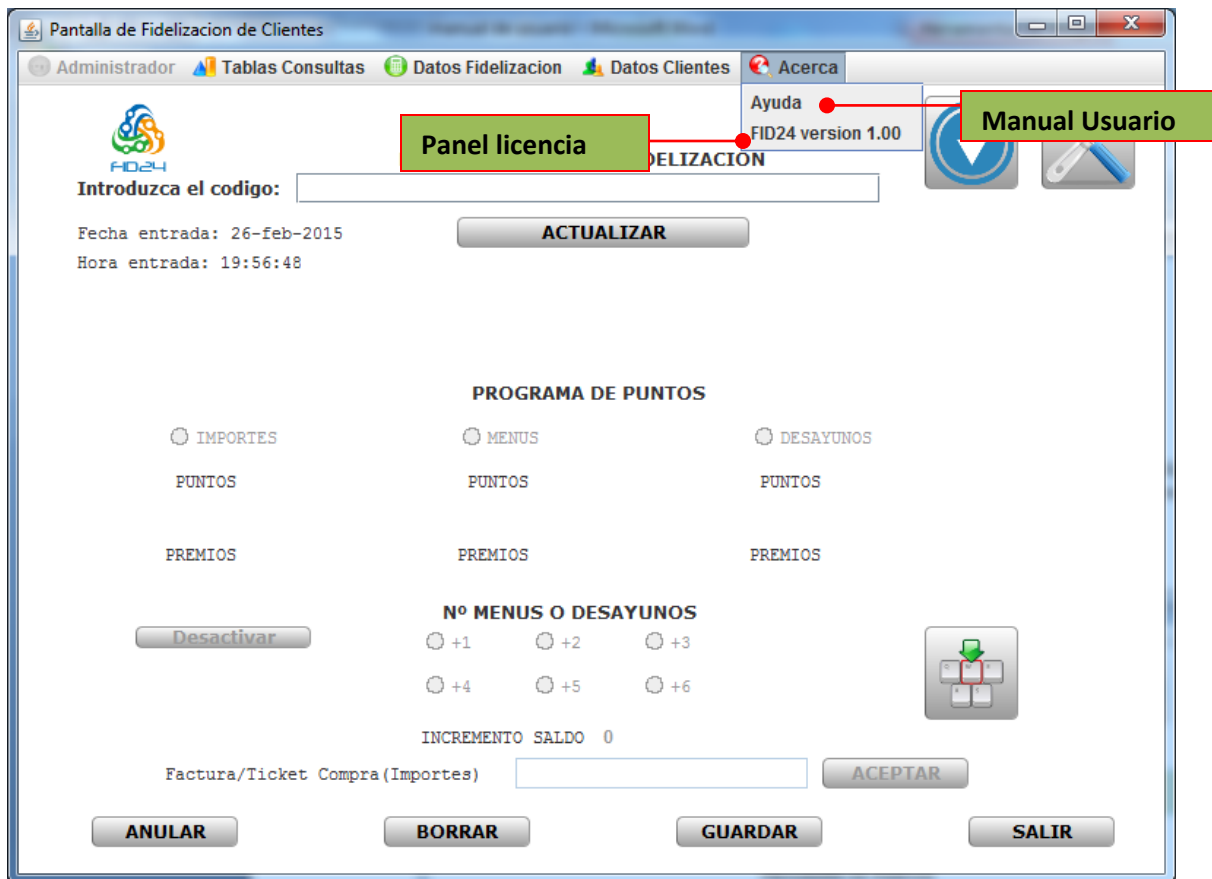 Pantalla de Fidelizacion de Clientes
Administrador Tablas Consultas Datos Fidelizacion Datos Clientes Acerca
Ayuda
Manual Usuario
FID24 version 1.00
Panel licencia
FID24
Introduzca el codigo:
Fecha entrada: 26-feb-2015
ACTUALIZAR
Hora entrada: 19:56:48
PROGRAMA DE PUNTOS
IMPORTES MENUS DESAYUNOS
PUNTOS PUNTOS PUNTOS
PREMIOS PREMIOS PREMIOS
Nº MENUS O DESAYUNOS
Desactivar
+1 +2 +3
+4 +5 +6
INCREMENTO SALDO 0
Factura/Ticket Compra(Importes) ACEPTAR
ANULAR BORRAR GUARDAR SALIR